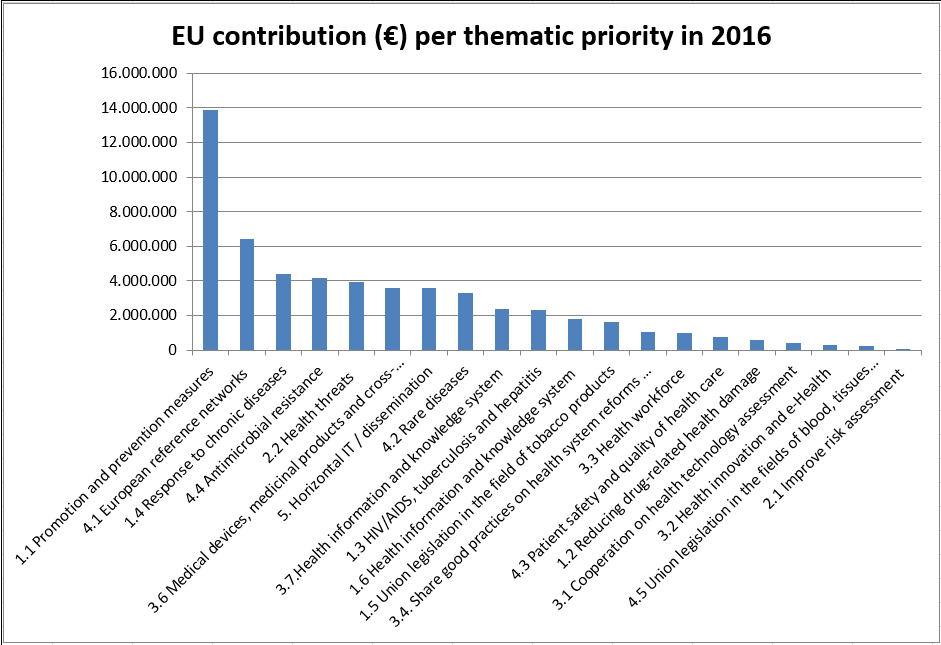 EU contribution (€) per thematic priority in 2016
16.000.000
14.000.000
12.000.000
10.000.000
8.000.000
6.000.000
4.000.000
2.000.000
0
1.1 Promotion and prevention measures
4.1 European reference networks
1.4 Response to chronic diseases
4.4 Antimicrobial resistance
2.2 Health threats
3.6 Medical devices, medicinal products and cross-...
5. Horizontal IT / dissemination
4.2 Rare diseases
3.7.Health information and knowledge system
1.3 HIV/AIDS, tuberculosis and hepatitis
1.6 Health information and knowledge system
1.5 Union legislation in the field of tobacco products
3.4. Share good practices on health system reforms ...
3.3 Health workforce
4.3 Patient safety and quality of health care
1.2 Reducing drug-related health damage
3.1 Cooperation on health technology assessment
3.2 Health innovation and e-Health
4.5 Union legislation in the fields of blood, tissues...
2.1 Improve risk assessment